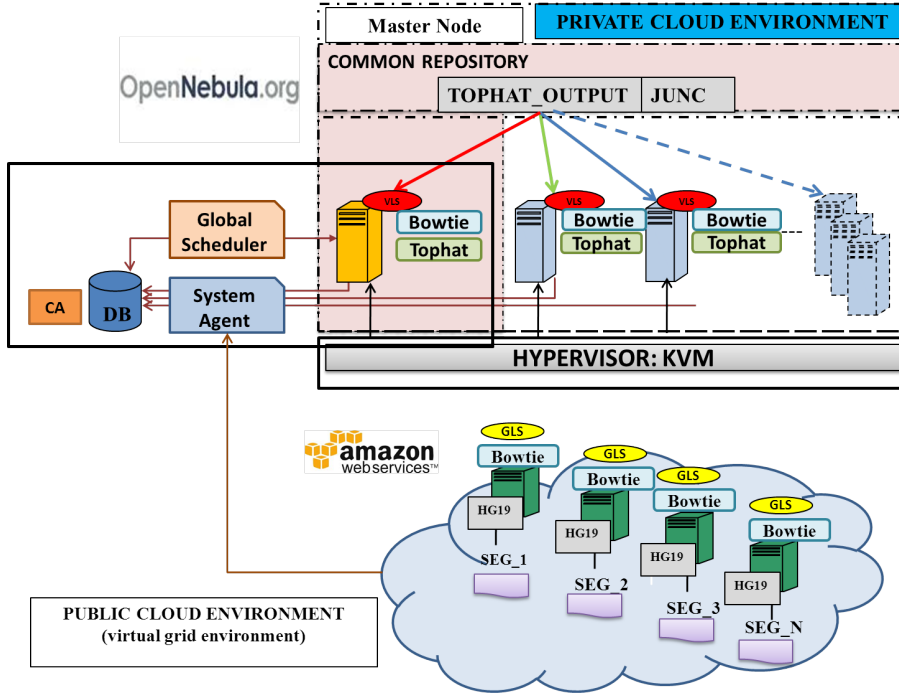 Master Node
PRIVATE CLOUD ENVIRONMENT
OpenNebula.org
COMMON REPOSITORY
TOPHAT_OUTPUT
JUNC
VLS
VLS
VLS
Bowtie
Bowtie
Bowtie
Tophat
Tophat
Tophat
Global
Scheduler
System
Agent
CA
DB
HYPERVISOR: KVM
amazon
webservices™
GLS
Bowtie
HG19
SEG_1
GLS
Bowtie
HG19
SEG_2
GLS
Bowtie
HG19
SEG_3
GLS
Bowtie
HG19
SEG_N
PUBLIC CLOUD ENVIRONMENT
(virtual grid environment)